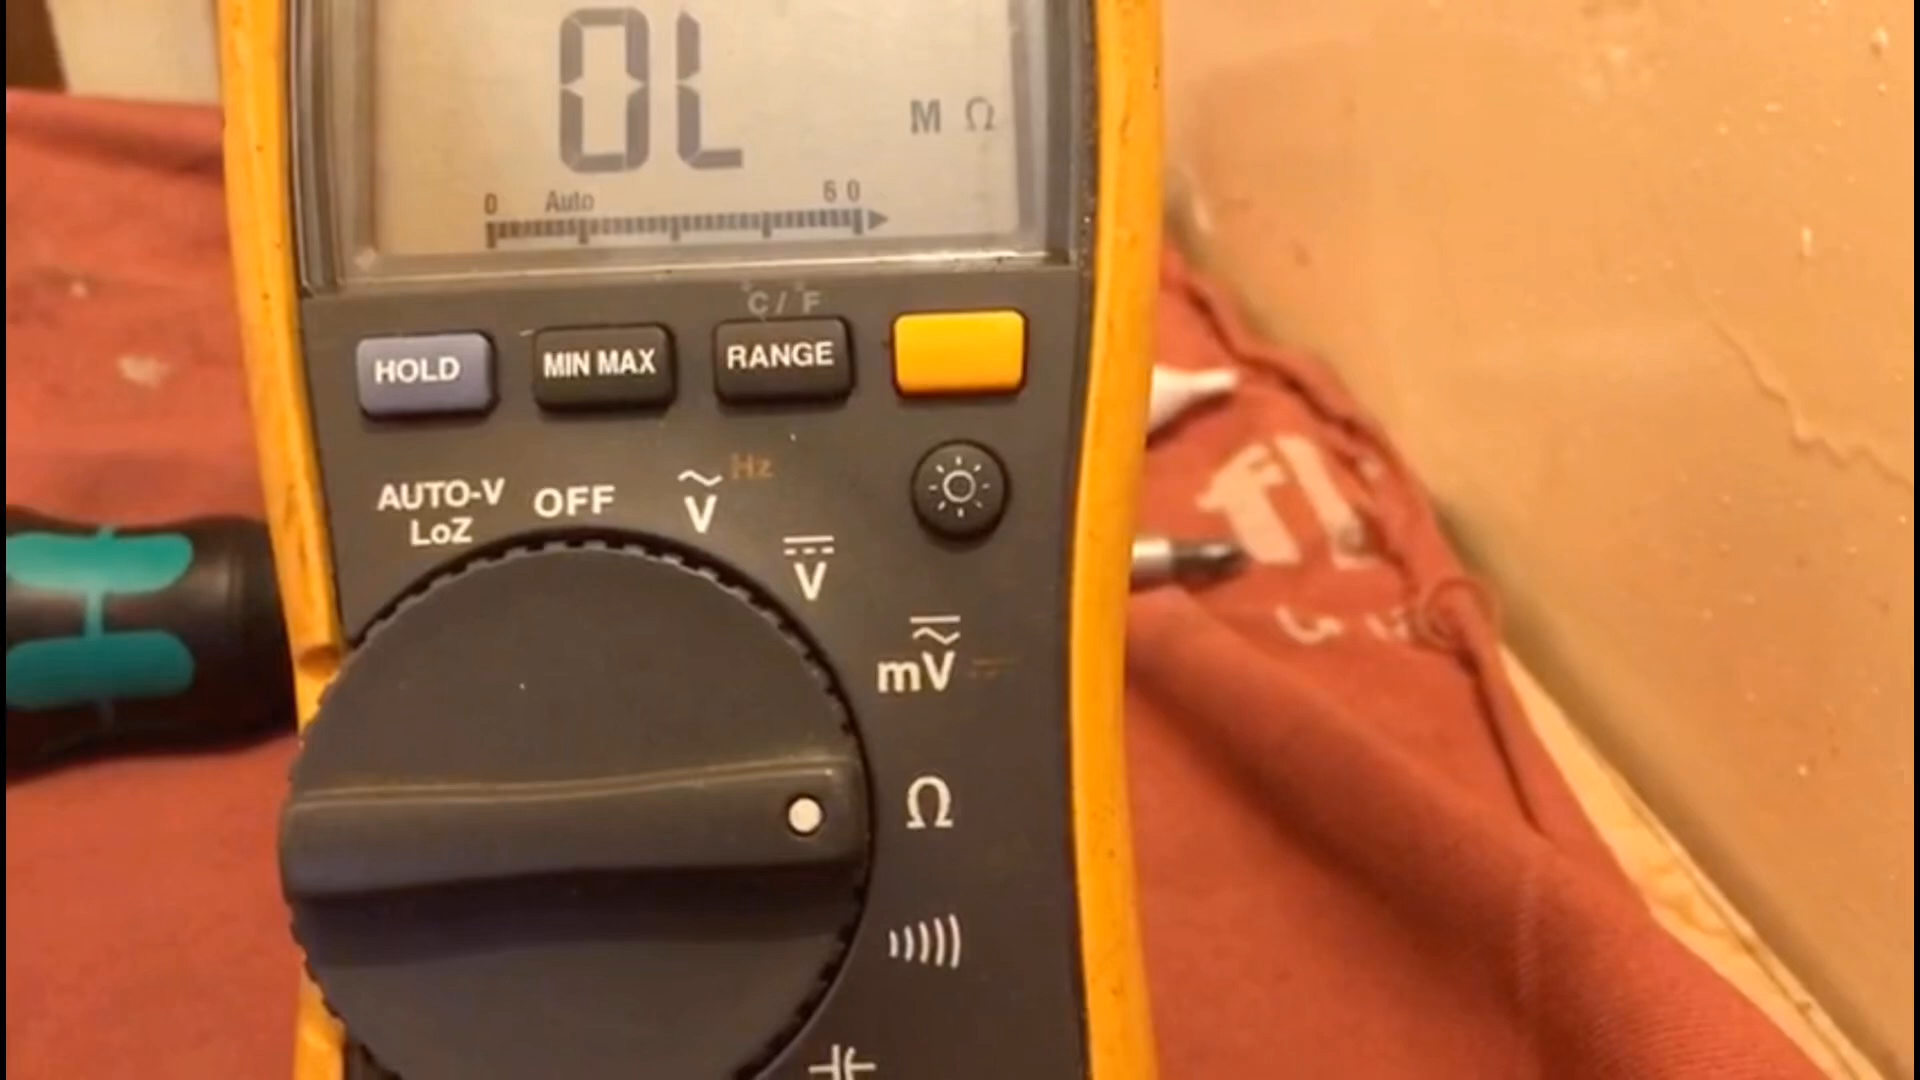 OL
M Ω
0 Auto 60
°C / °F
HOLD MIN MAX RANGE
AUTO-V
LoZ
OFF
V Hz
V
mV
Ω